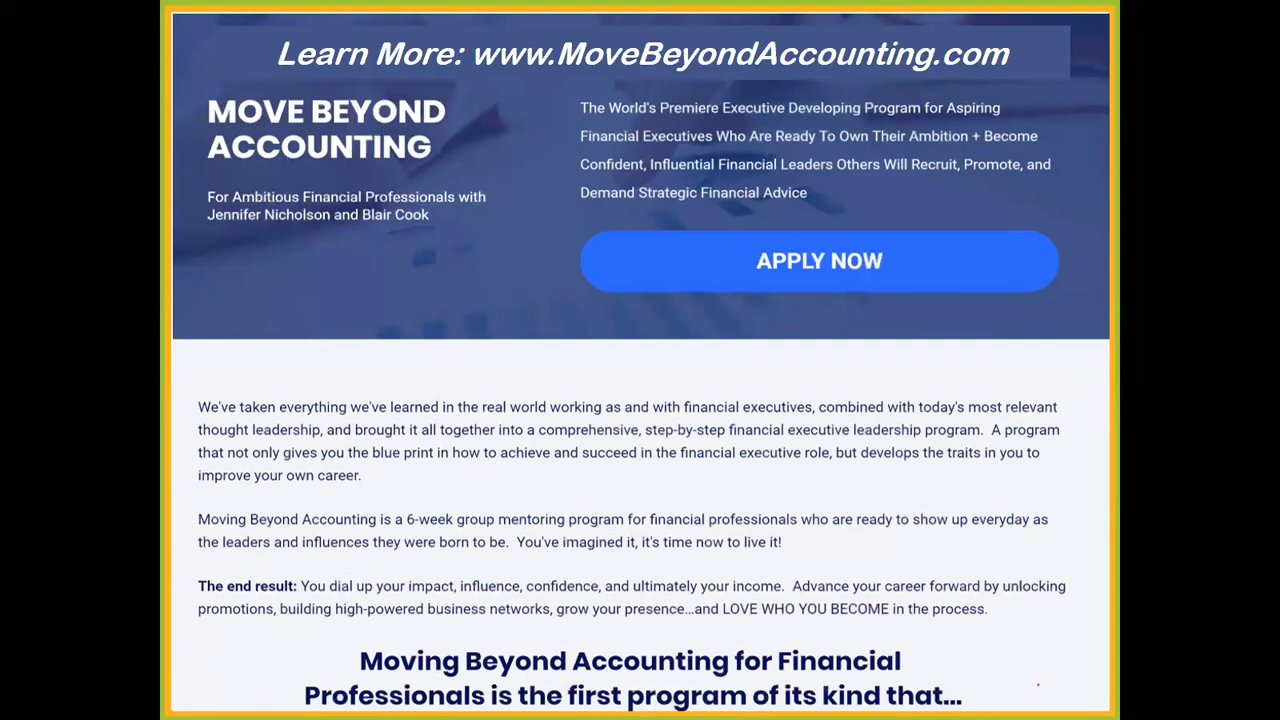 Learn More: www.MoveBeyondAccounting.com
MOVE BEYOND
ACCOUNTING
For Ambitious Financial Professionals with
Jennifer Nicholson and Blair Cook
The World's Premiere Executive Developing Program for Aspiring
Financial Executives Who Are Ready To Own Their Ambition + Become
Confident, Influential Financial Leaders Others Will Recruit, Promote, and
Demand Strategic Financial Advice
APPLY NOW
We've taken everything we've learned in the real world working as and with financial executives, combined with today's most relevant
thought leadership, and brought it all together into a comprehensive, step-by-step financial executive leadership program.  A program
that not only gives you the blue print in how to achieve and succeed in the financial executive role, but develops the traits in you to
improve your own career.
Moving Beyond Accounting is a 6-week group mentoring program for financial professionals who are ready to show up everyday as
the leaders and influences they were born to be.  You've imagined it, it's time now to live it!
The end result: You dial up your impact, influence, confidence, and ultimately your income.  Advance your career forward by unlocking
promotions, building high-powered business networks, grow your presence…and LOVE WHO YOU BECOME in the process.
Moving Beyond Accounting for Financial
Professionals is the first program of its kind that...